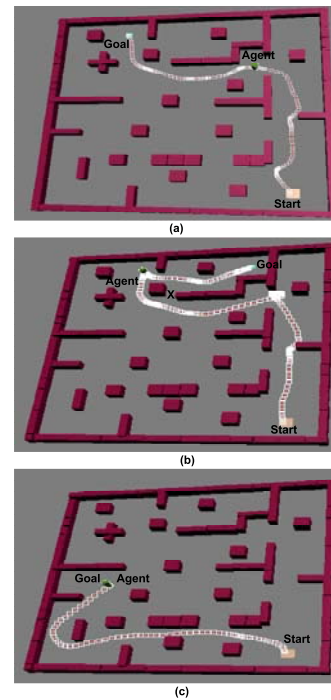 Goal
Agent
Start
(a)
Goal
Agent
X
Start
(b)
Goal Agent
Start
(c)